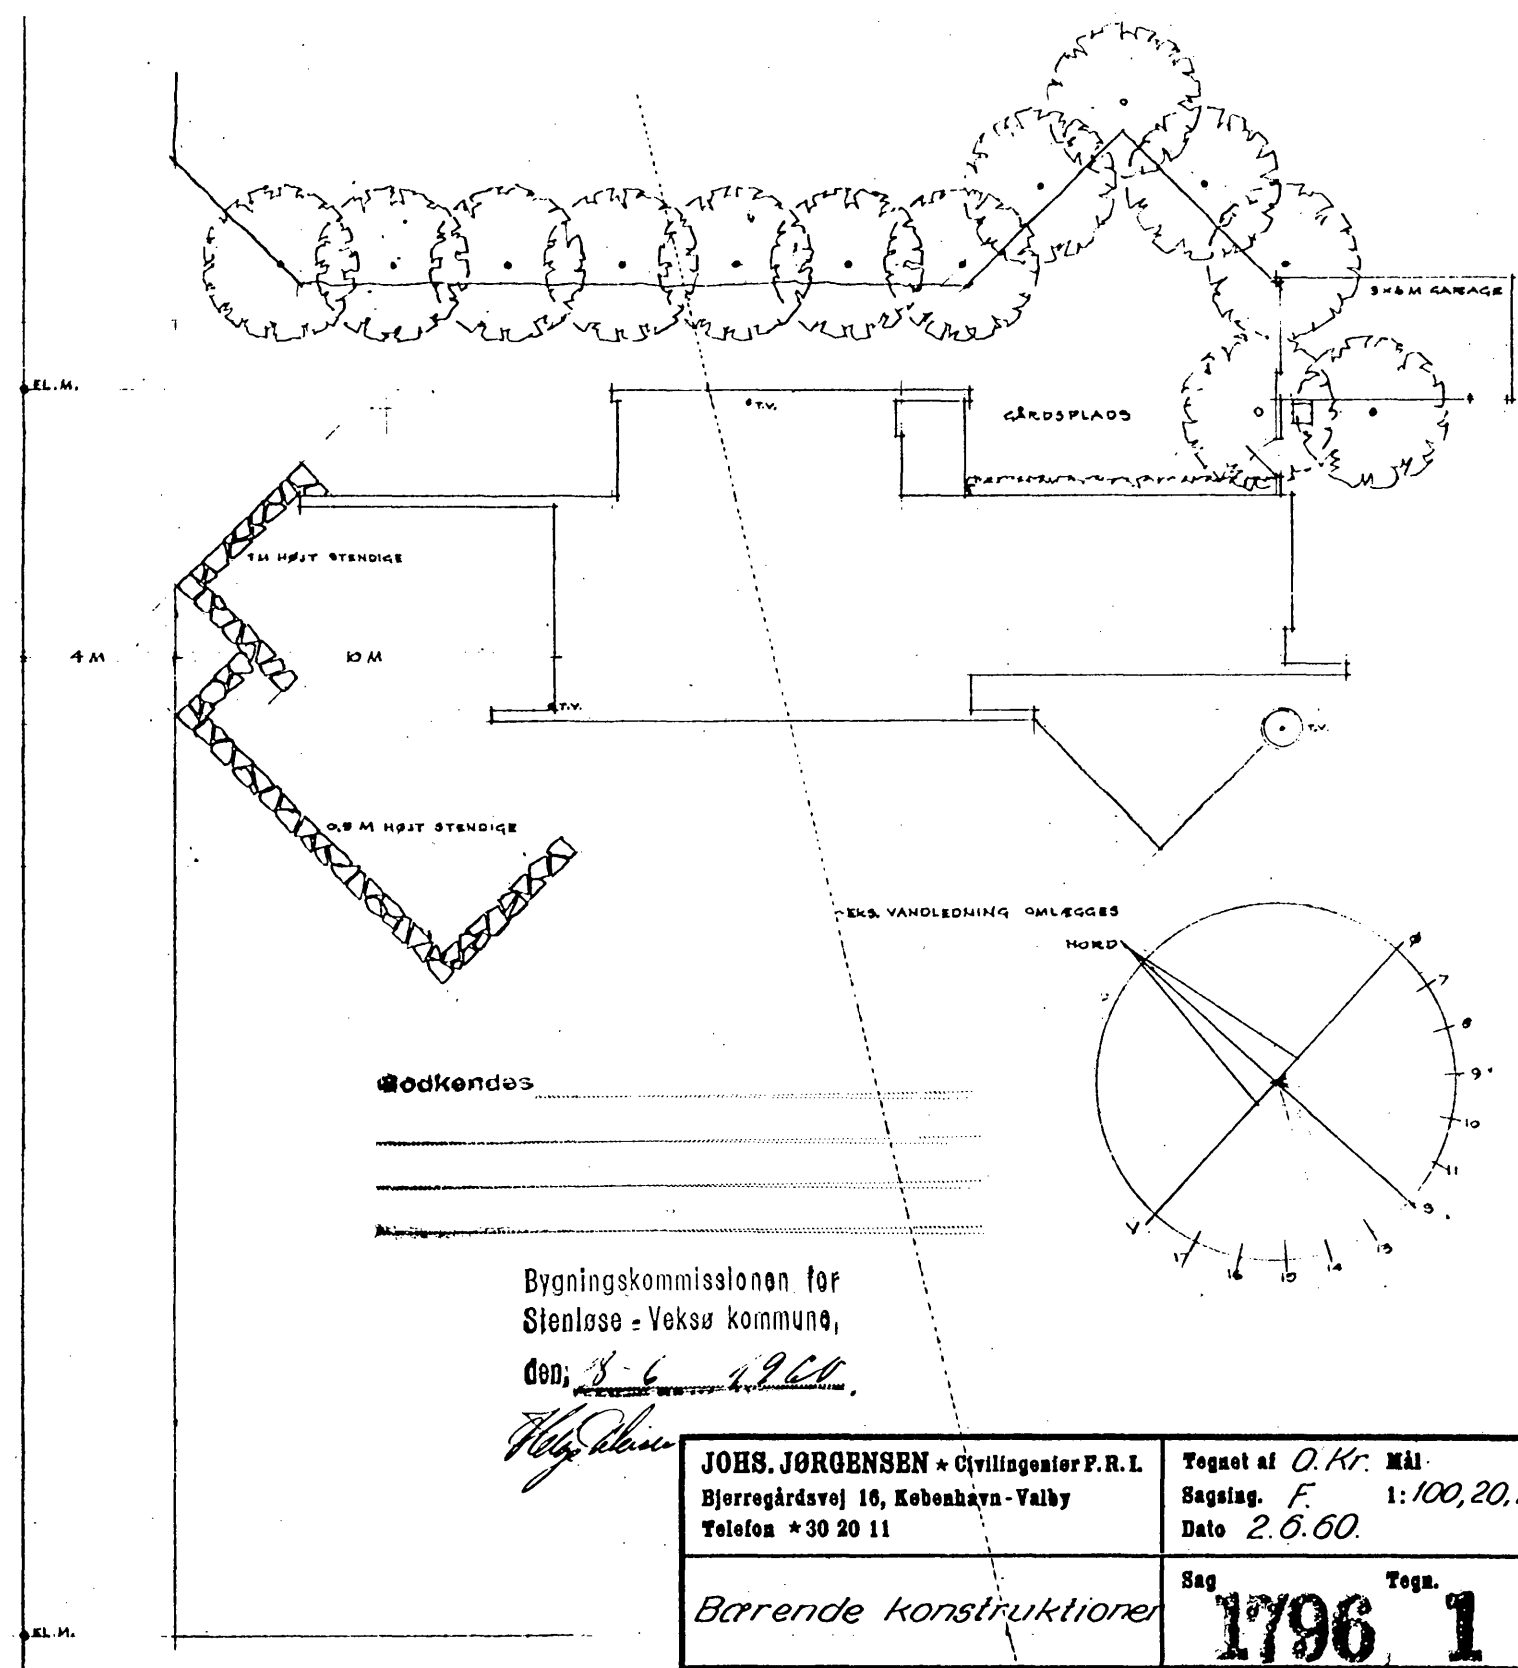 3×6 M GARAGE
EL.M.
T.V.
GÅRDSPLADS
1 M HØJT STENDIGE
4 M
10 M
T.V.
T.V.
0,5 M HØJT STENDIGE
EKS. VANDLEDNING OMLÆGGES
NORD
Ø
7
8
9
10
11
S.
13
14
15
16
17
V.
Godkendes
Bygningskommissionen for
Stenløse - Veksø kommune,
den, 8-6 1960.
JOHS. JØRGENSEN * Civilingeniør F.R.I.
Bjerregårdsvej 16, København-Valby
Telefon * 30 20 11
Tegnet af O.Kr. Mål
Sagsing. F. 1:100,20,
Dato 2.6.60.
Bærende konstruktioner
Sag 1796 Tegn. 1
EL.M.